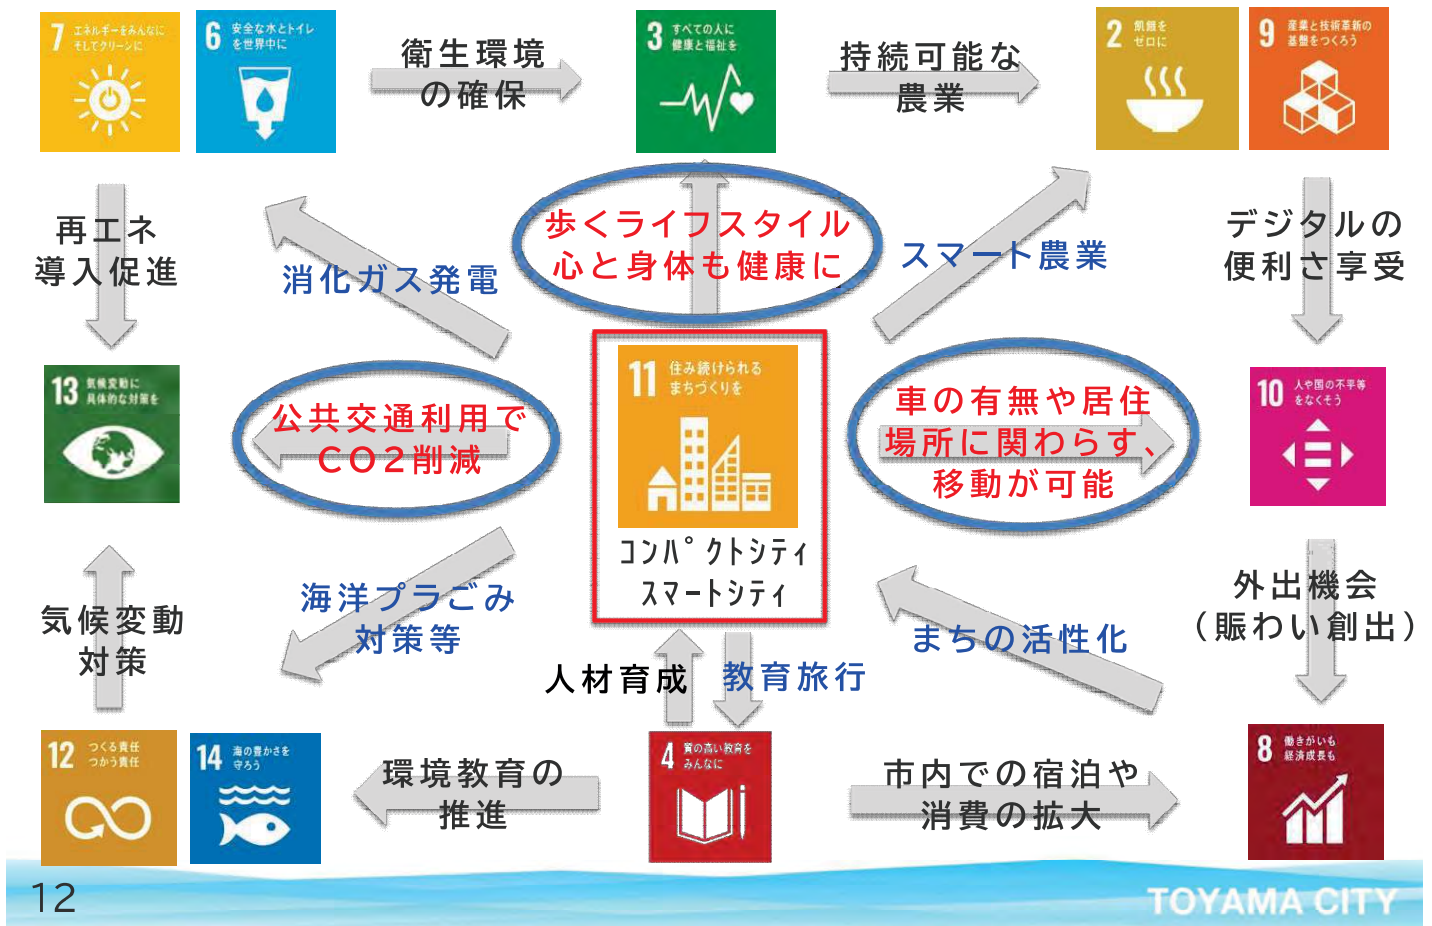 7 エネルギーをみんなに
そしてクリーンに
6 安全な水とトイレ
を世界中に
衛生環境
の確保
3 すべての人に
健康と福祉を
持続可能な
農業
2 飢餓を
ゼロに
9 産業と技術革新の
基盤をつくろう
再エネ
導入促進
消化ガス発電
歩くライフスタイル
心と身体も健康に
スマート農業
デジタルの
便利さ享受
13 気候変動に
具体的な対策を
公共交通利用で
CO2削減
11 住み続けられる
まちづくりを
コンパクトシティ
スマートシティ
車の有無や居住
場所に関わらす、
移動が可能
10 人や国の不平等
をなくそう
気候変動
対策
海洋プラごみ
対策等
人材育成
教育旅行
まちの活性化
外出機会
（賑わい創出）
12 つくる責任
つかう責任
14 海の豊かさを
守ろう
環境教育の
推進
4 質の高い教育を
みんなに
市内での宿泊や
消費の拡大
8 働きがいも
経済成長も
12
TOYAMA CITY